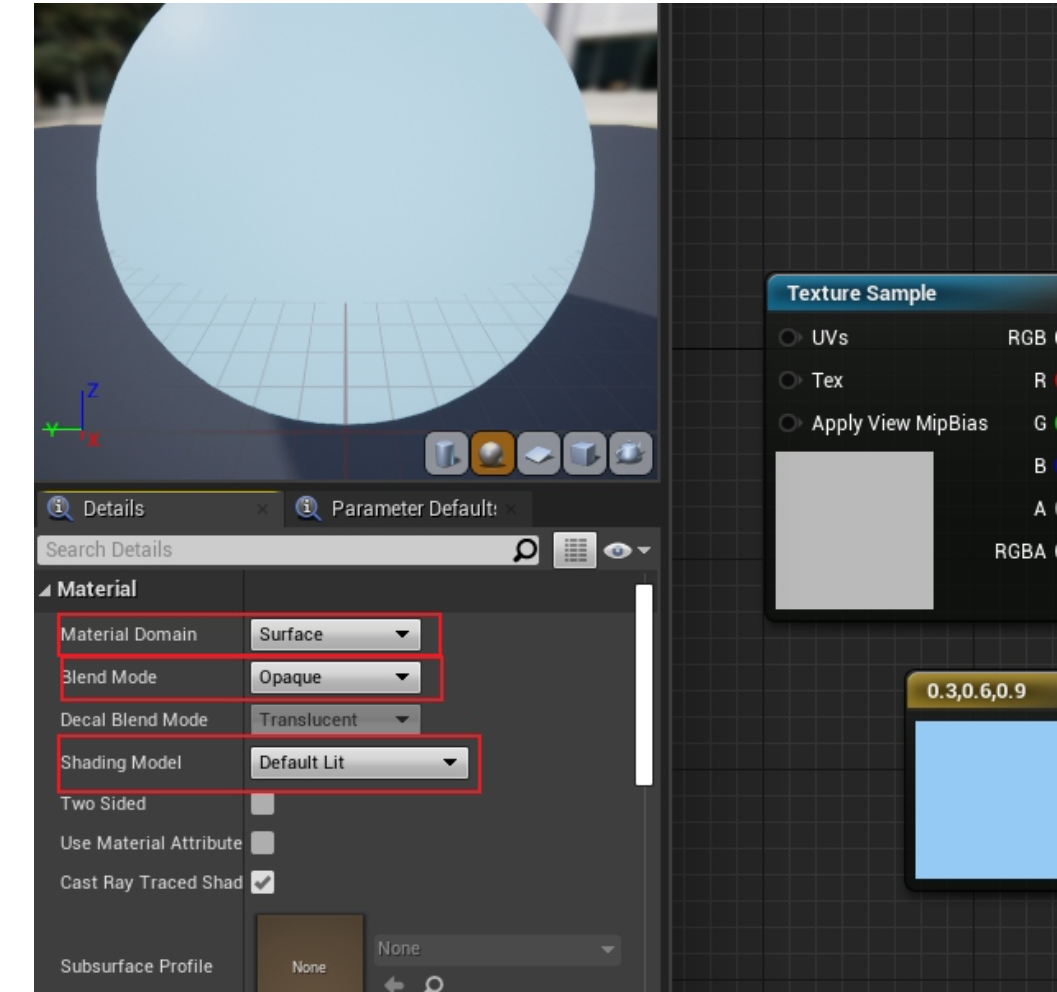 Z
Y
X
Details
Parameter Default
Search Details
Material
Material Domain
Surface
Blend Mode
Opaque
Decal Blend Mode
Translucent
Shading Model
Default Lit
Two Sided
Use Material Attribute
Cast Ray Traced Shad
Subsurface Profile
None
None
Texture Sample
UVs
RGB
Tex
R
Apply View MipBias
G
B
A
RGBA
0.3,0.6,0.9